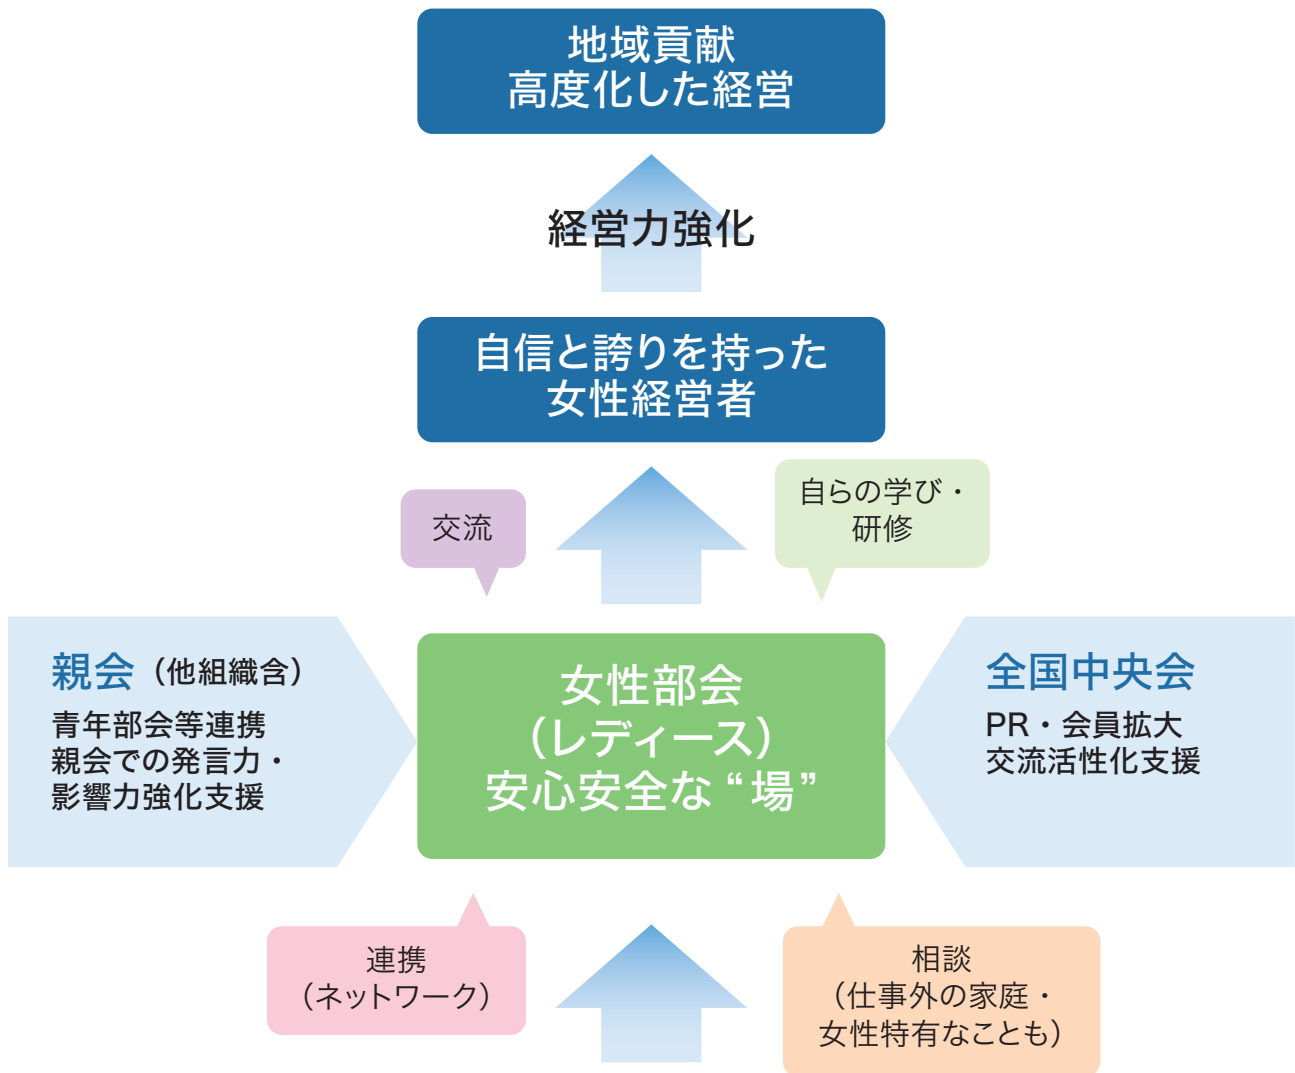 地域貢献
高度化した経営
経営力強化
自信と誇りを持った
女性経営者
交流
自らの学び・
研修
親会（他組織含）
青年部会等連携
親会での発言力・
影響力強化支援
女性部会
（レディース）
安心安全な“場”
全国中央会
PR・会員拡大
交流活性化支援
連携
（ネットワーク）
相談
（仕事外の家庭・
女性特有なことも）